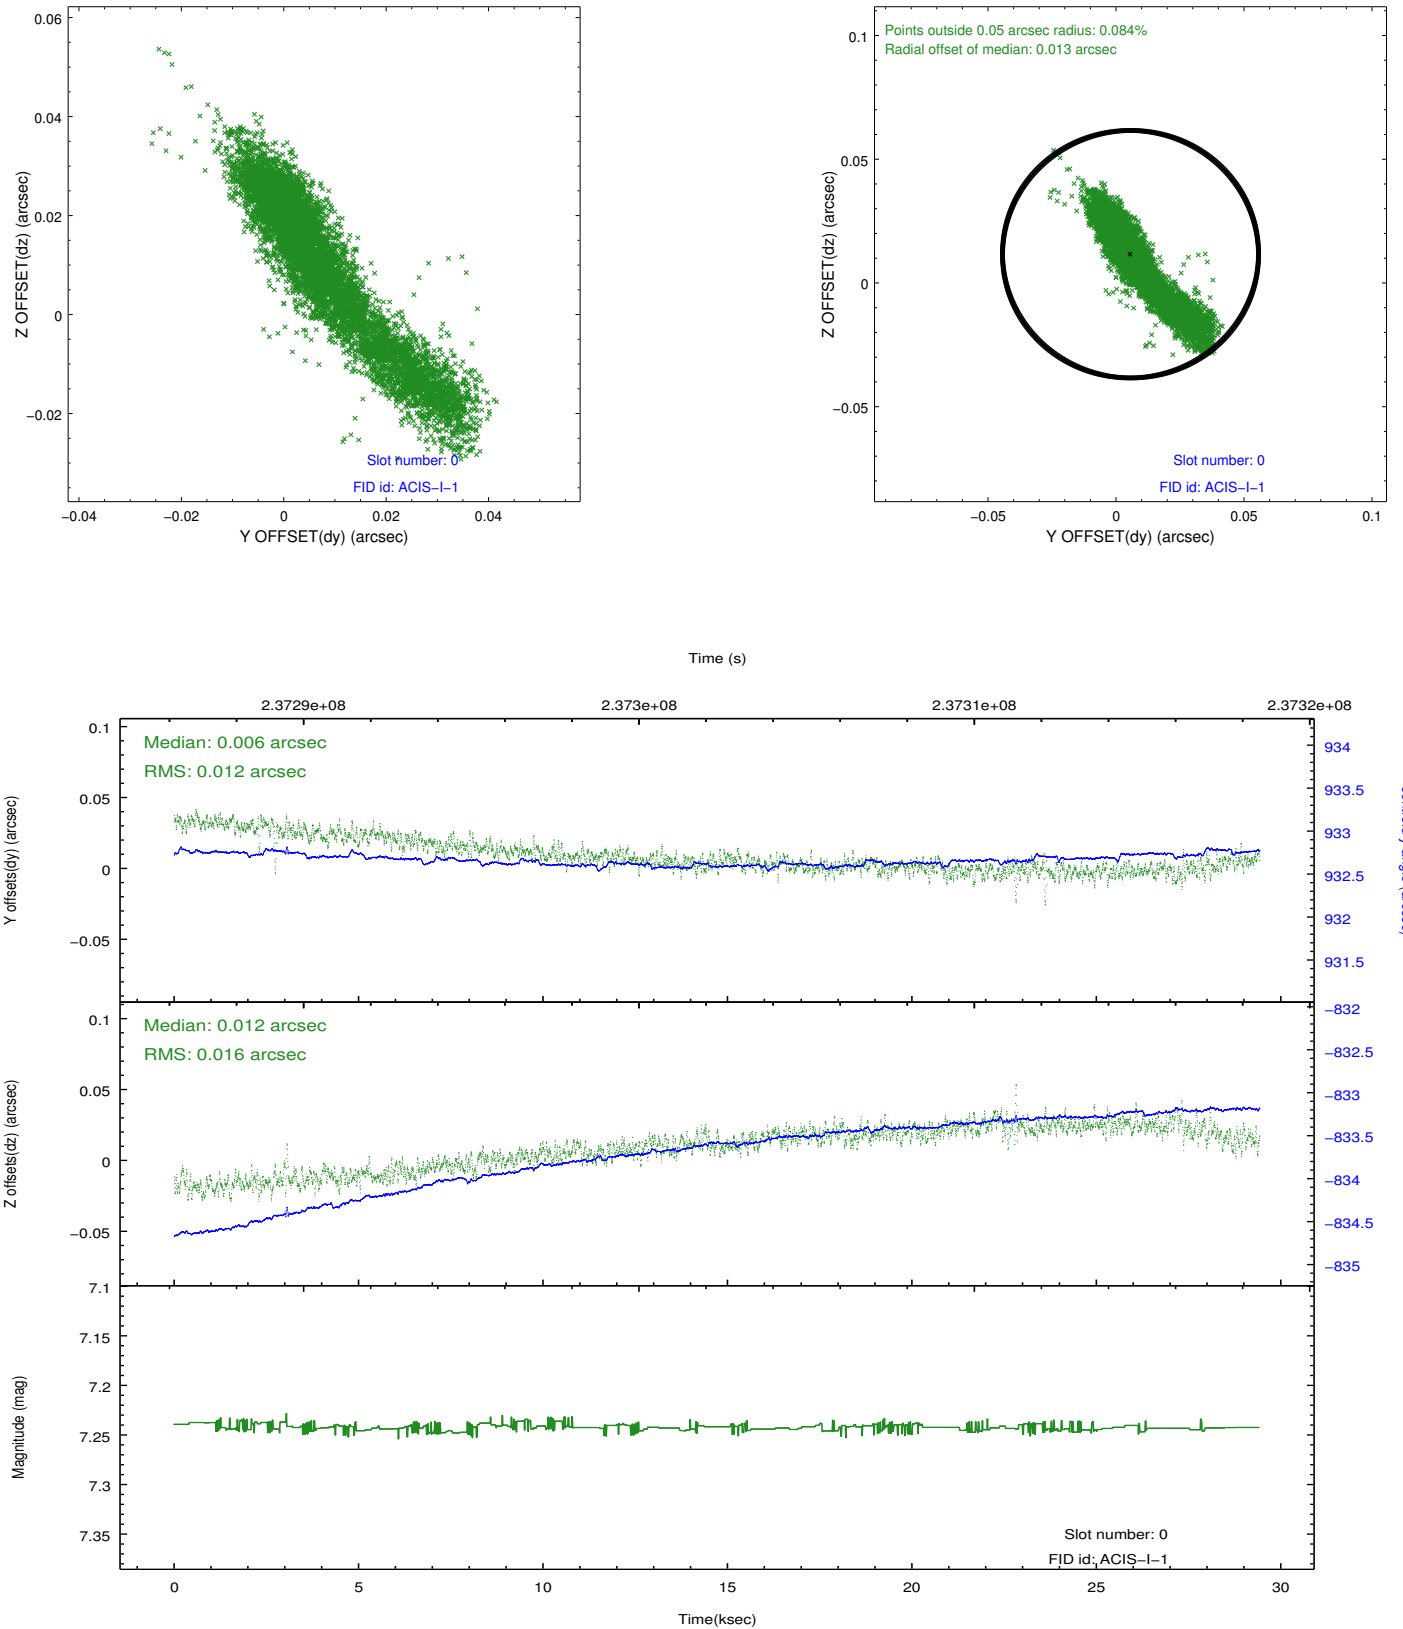 0.06
0.04
0.02
0
−0.02
Z OFFSET(dz) (arcsec)
−0.04
−0.02
0
0.02
0.04
Y OFFSET(dy) (arcsec)
Slot number: 0
FID id: ACIS−I−1
Points outside 0.05 arcsec radius: 0.084%
Radial offset of median: 0.013 arcsec
0.1
0.05
0
−0.05
Z OFFSET(dz) (arcsec)
Slot number: 0
FID id: ACIS−I−1
−0.05
0
0.05
0.1
Y OFFSET(dy) (arcsec)
Time (s)
2.3729e+08
2.373e+08
2.3731e+08
2.3732e+08
Median: 0.006 arcsec
RMS: 0.012 arcsec
0.1
0.05
0
−0.05
Y offsets(dy) (arcsec)
934
933.5
933
932.5
932
931.5
Median: 0.012 arcsec
RMS: 0.016 arcsec
0.1
0.05
0
−0.05
Z offsets(dz) (arcsec)
−832
−832.5
−833
−833.5
−834
−834.5
−835
7.1
7.15
7.2
7.25
7.3
7.35
Magnitude (mag)
Slot number: 0
FID id: ACIS−I−1
0
5
10
15
20
25
30
Time(ksec)